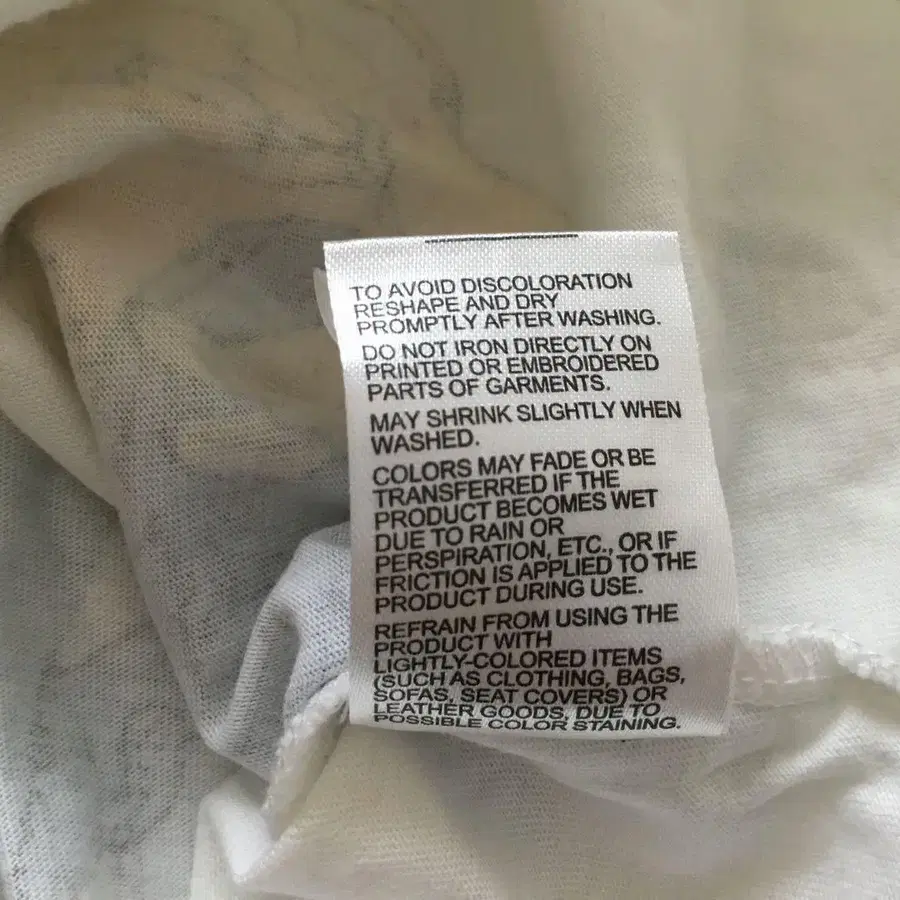 TO AVOID DISCOLORATION
RESHAPE AND DRY
PROMPTLY AFTER WASHING.
DO NOT IRON DIRECTLY ON
PRINTED OR EMBROIDERED
PARTS OF GARMENTS.
MAY SHRINK SLIGHTLY WHEN
WASHED.
COLORS MAY FADE OR BE
TRANSFERRED IF THE
PRODUCT BECOMES WET
DUE TO RAIN OR
PERSPIRATION, ETC., OR IF
FRICTION IS APPLIED TO THE
PRODUCT DURING USE.
REFRAIN FROM USING THE
PRODUCT WITH
LIGHTLY-COLORED ITEMS
(SUCH AS CLOTHING, BAGS,
SOFAS, SEAT COVERS) OR
LEATHER GOODS, DUE TO
POSSIBLE COLOR STAINING.